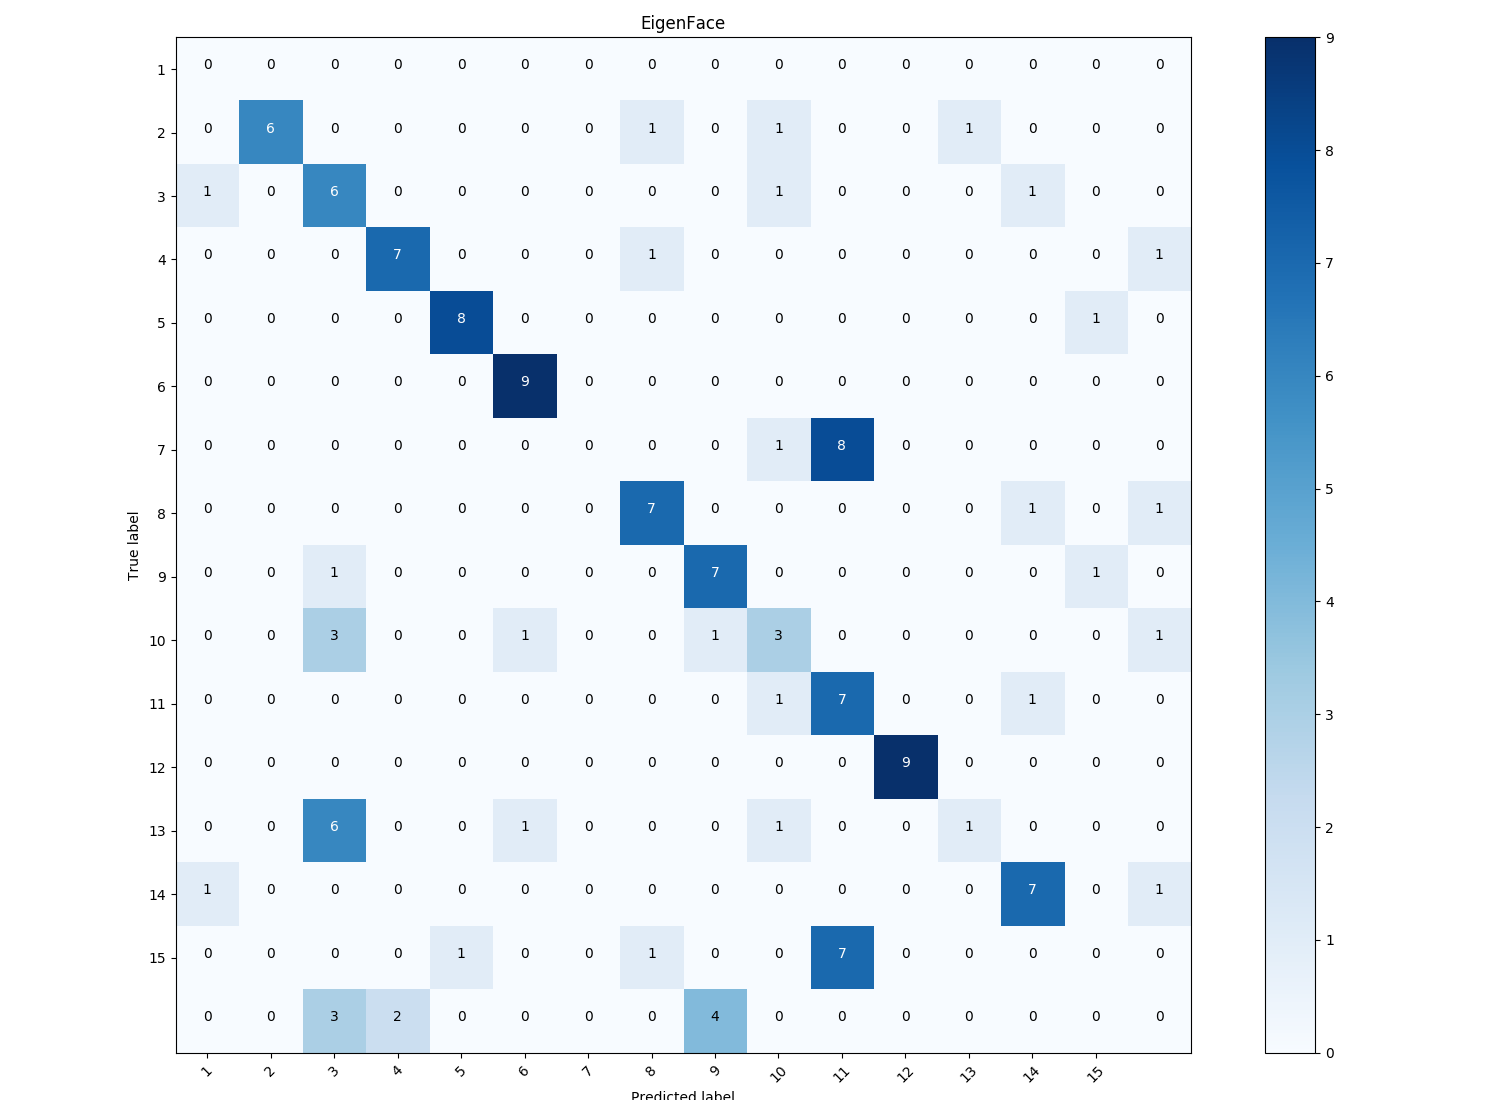 EigenFace
1 0 0 0 0 0 0 0 0 0 0 0 0 0 0 0 0
2 0 6 0 0 0 0 0 1 0 1 0 0 1 0 0 0
3 1 0 6 0 0 0 0 0 0 1 0 0 0 1 0 0
4 0 0 0 7 0 0 0 1 0 0 0 0 0 0 0 1
5 0 0 0 0 8 0 0 0 0 0 0 0 0 0 1 0
6 0 0 0 0 0 9 0 0 0 0 0 0 0 0 0 0
7 0 0 0 0 0 0 0 0 0 1 8 0 0 0 0 0
8 0 0 0 0 0 0 0 7 0 0 0 0 0 1 0 1
9 0 0 1 0 0 0 0 0 7 0 0 0 0 0 1 0
10 0 0 3 0 0 1 0 0 1 3 0 0 0 0 0 1
11 0 0 0 0 0 0 0 0 0 1 7 0 0 1 0 0
12 0 0 0 0 0 0 0 0 0 0 0 9 0 0 0 0
13 0 0 6 0 0 1 0 0 0 1 0 0 1 0 0 0
14 1 0 0 0 0 0 0 0 0 0 0 0 0 7 0 1
15 0 0 0 0 1 0 0 1 0 0 7 0 0 0 0 0
0 0 3 2 0 0 0 0 4 0 0 0 0 0 0 0
1 2 3 4 5 6 7 8 9 10 11 12 13 14 15
True label
Predicted label
9
8
7
6
5
4
3
2
1
0